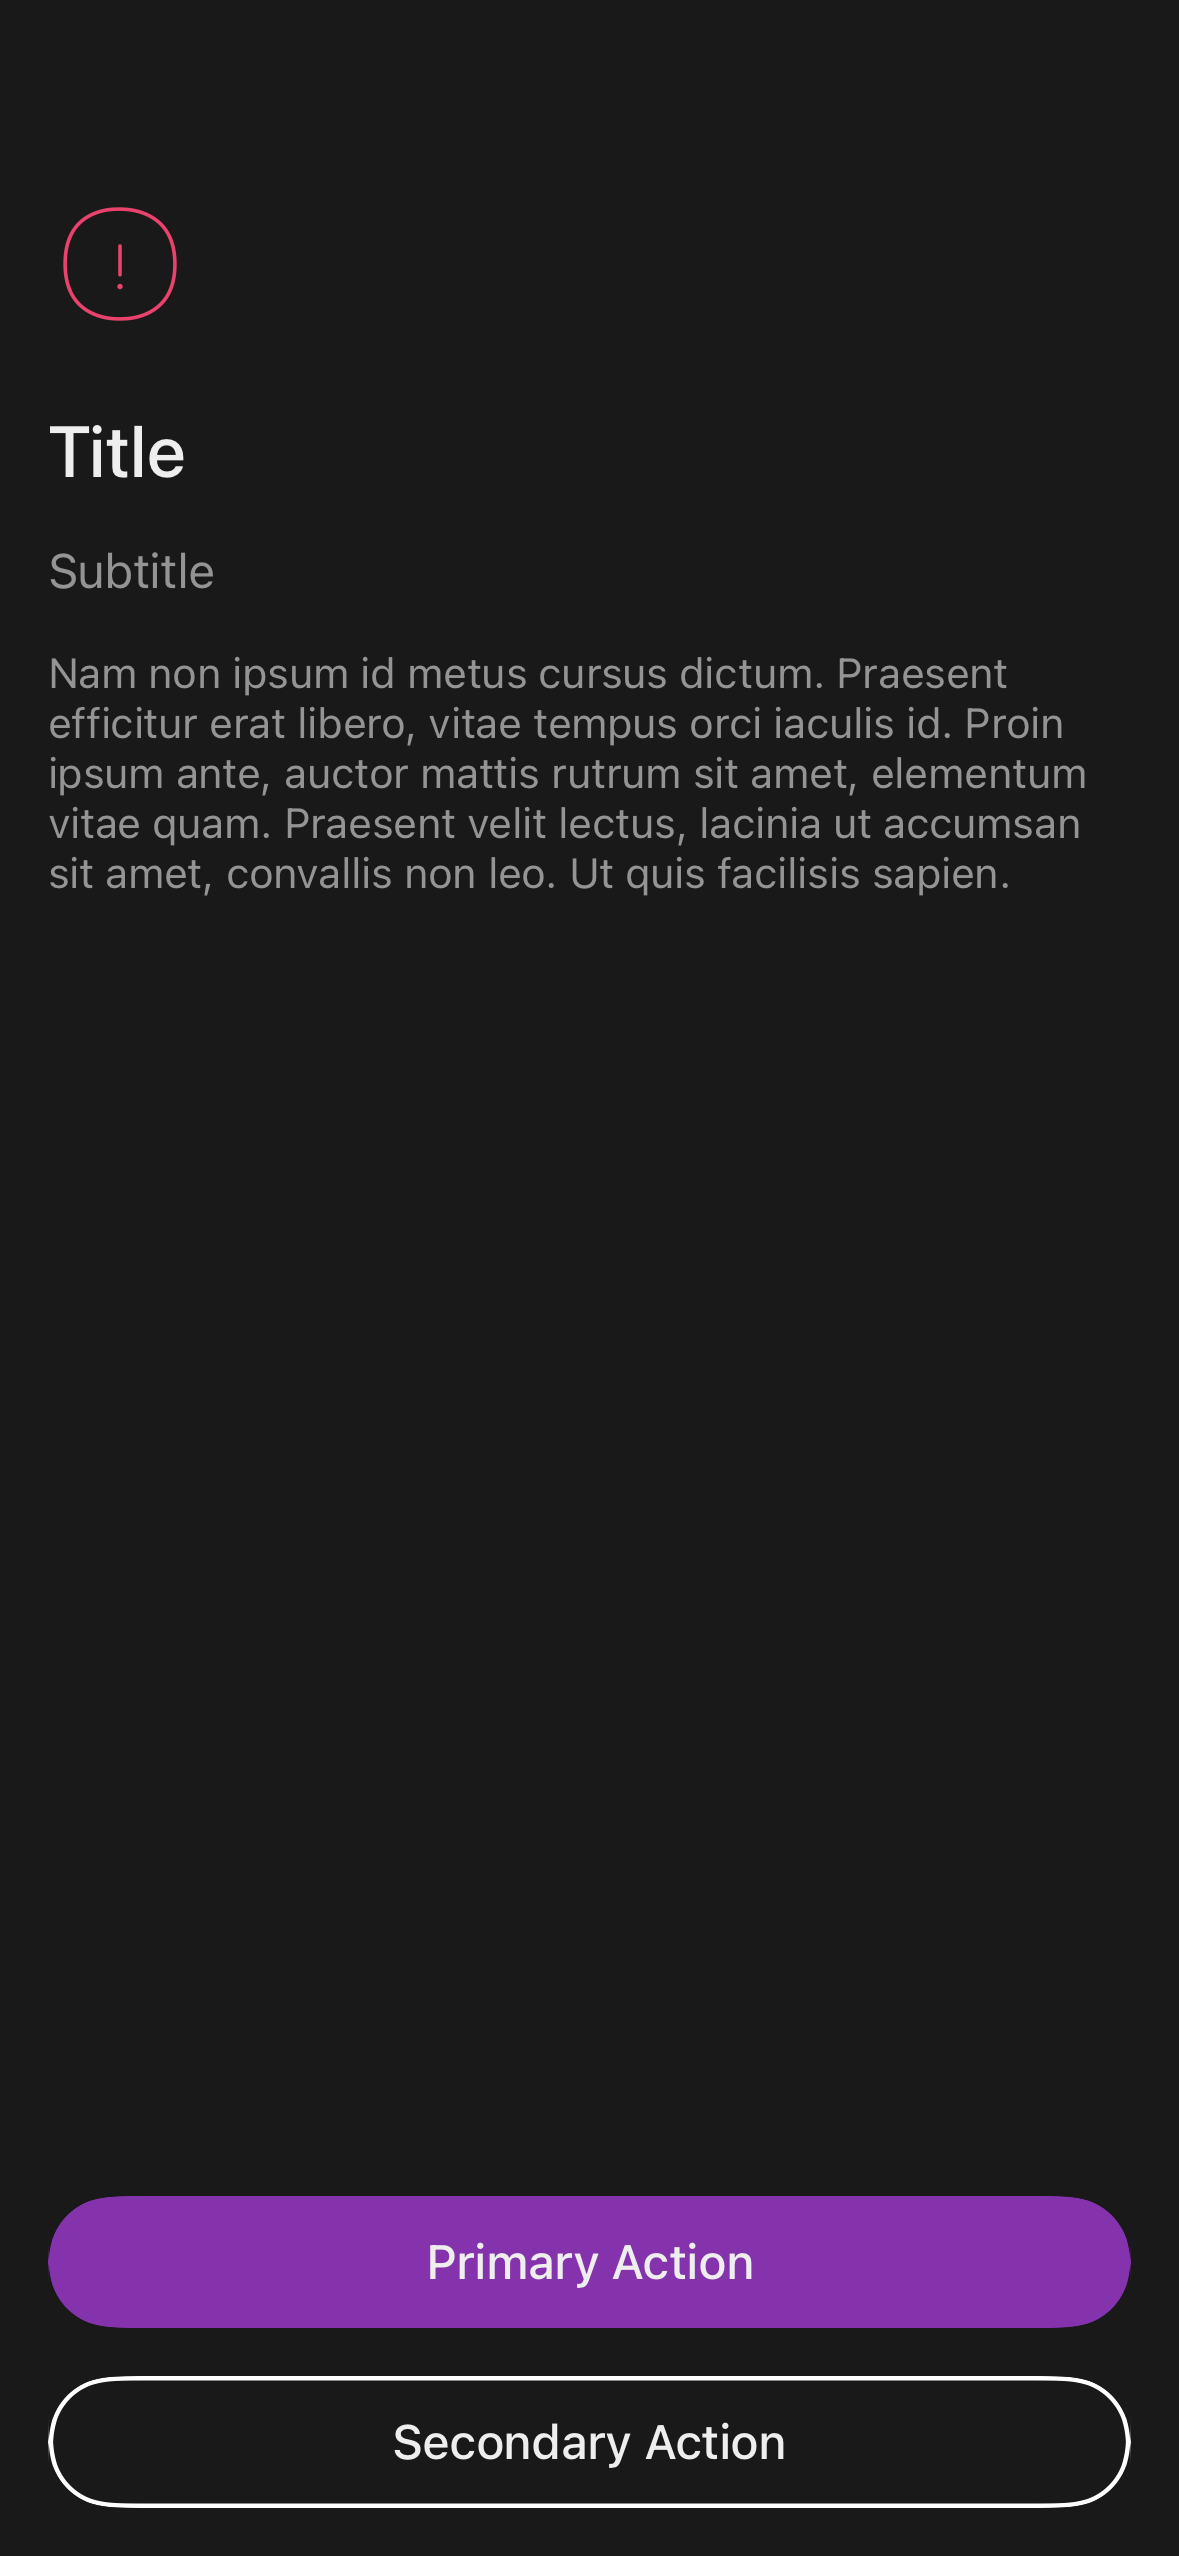 Title
Subtitle
Nam non ipsum id metus cursus dictum. Praesent
efficitur erat libero, vitae tempus orci iaculis id. Proin
ipsum ante, auctor mattis rutrum sit amet, elementum
vitae quam. Praesent velit lectus, lacinia ut accumsan
sit amet, convallis non leo. Ut quis facilisis sapien.
Primary Action
Secondary Action